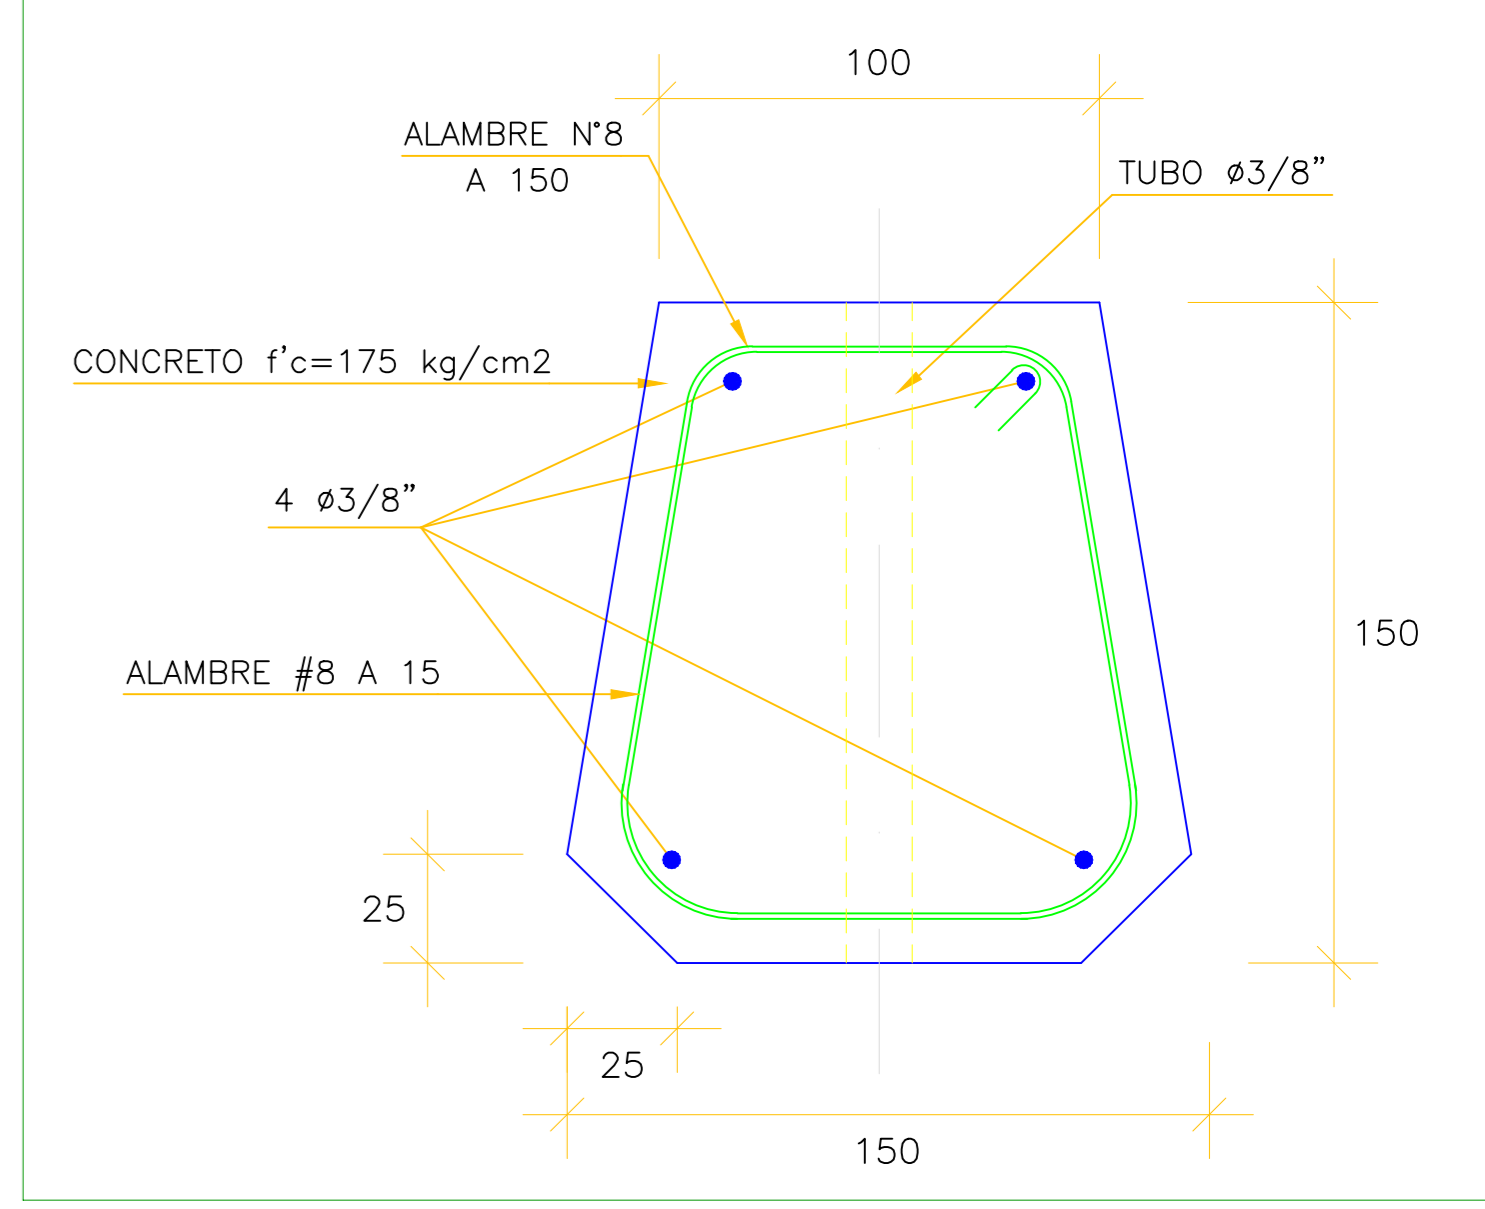 100
ALAMBRE N°8
A 150
TUBO ø3/8"
CONCRETO f'c=175 kg/cm2
4 ø3/8"
150
ALAMBRE #8 A 15
25
25
150